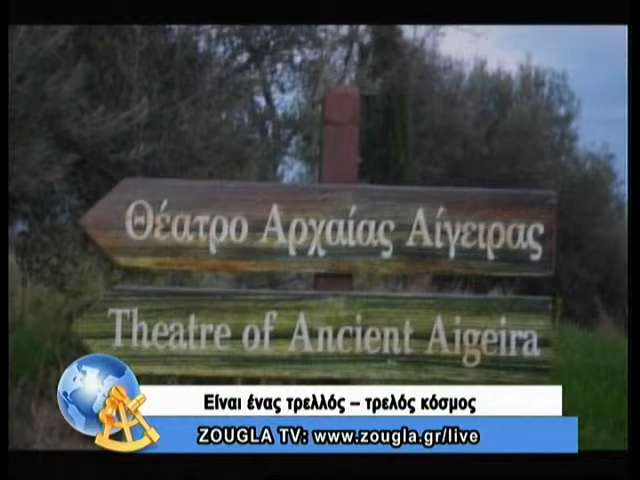 Θέατρο Αρχαίας Αίγειρας
Theatre of Ancient Aigeira
Είναι ένας τρελλός – τρελός κόσμος
ZOUGLA TV: www.zougla.gr/live